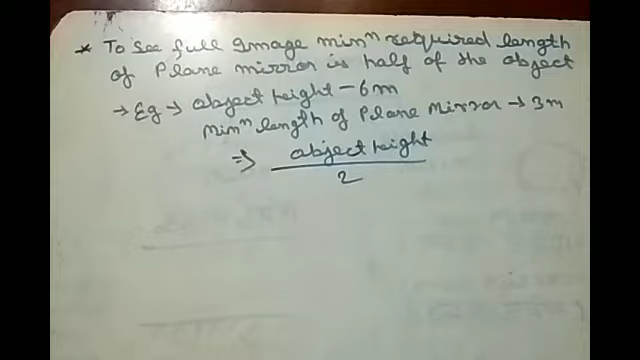 * To see full image minⁿ required length
of Plane mirror is half of the object
→ Eg → object height - 6m
minⁿ length of Plane Mirror → 3m
⇒ object height
2